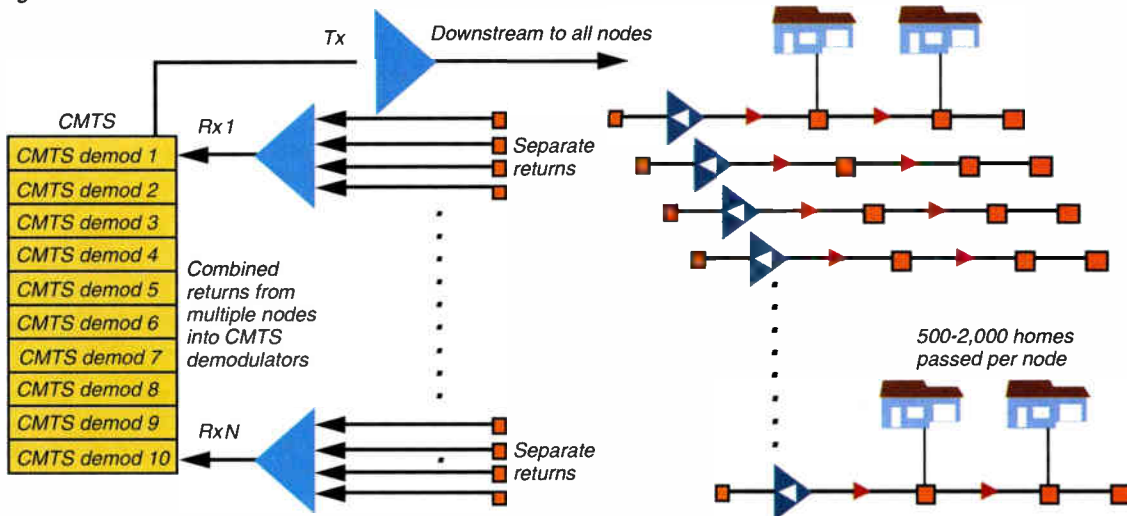 Tx
Downstream to all nodes
CMTS
Rx1
CMTS demod 1
CMTS demod 2
CMTS demod 3
CMTS demod 4
CMTS demod 5
CMTS demod 6
CMTS demod 7
CMTS demod 8
CMTS demod 9
CMTS demod 10
Separate
returns
Combined
returns from
multiple nodes
into CMTS
demodulators
500-2,000 homes
passed per node
RxN
Separate
returns